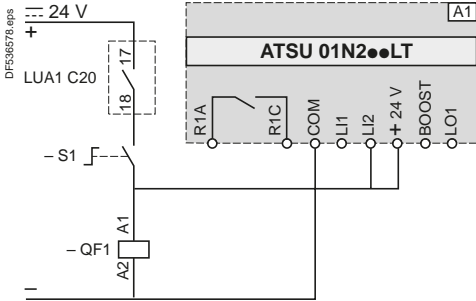 24 V
A1
+
DF536578.eps
17
LUA1 C20
18
ATSU 01N2●●LT
R1A
R1C
COM
LI1
LI2
+ 24 V
BOOST
LO1
– S1
A1
– QF1
A2
–